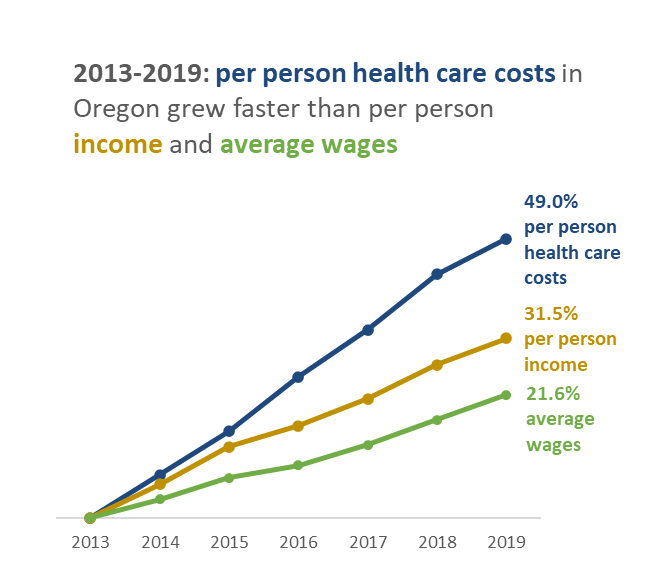 2013-2019: per person health care costs in
Oregon grew faster than per person
income and average wages
49.0%
per person
health care
costs
31.5%
per person
income
21.6%
average
wages
2013 2014 2015 2016 2017 2018 2019